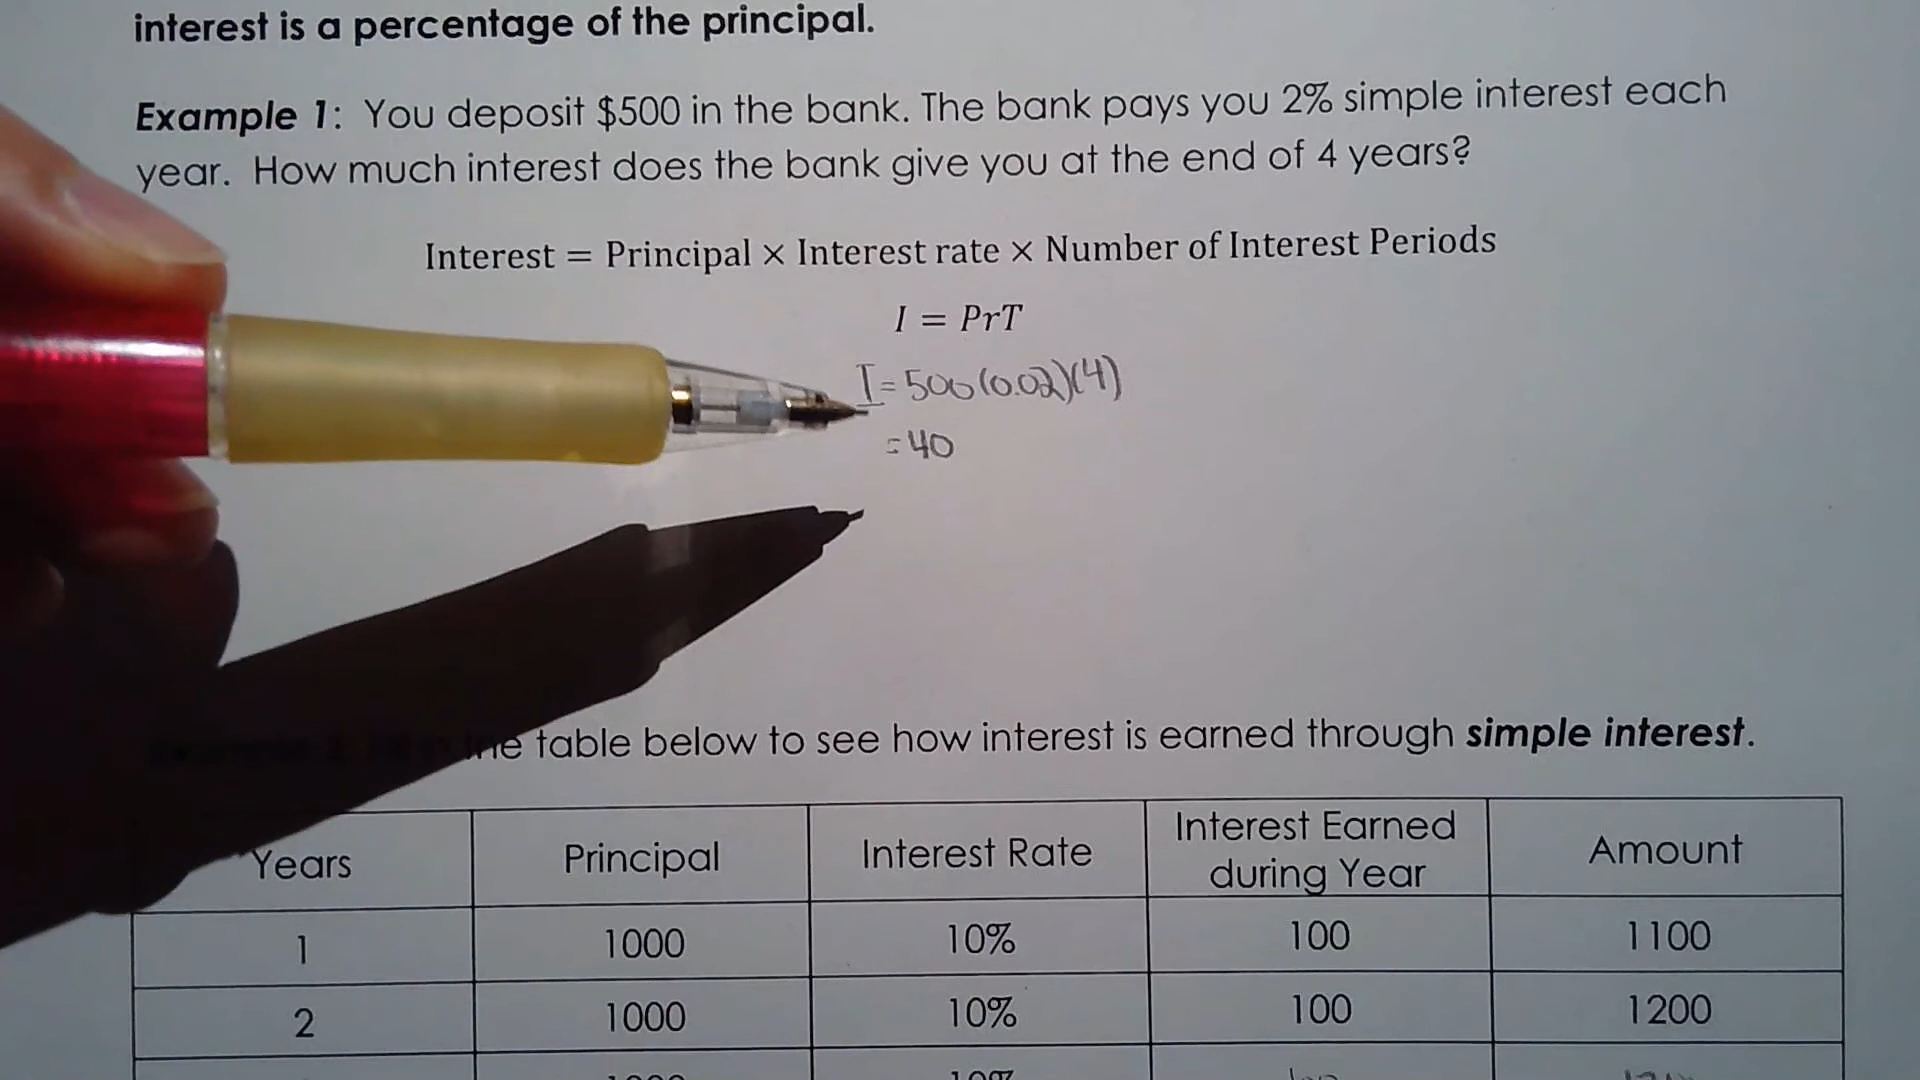 interest is a percentage of the principal.
Example 1: You deposit $500 in the bank. The bank pays you 2% simple interest each
year. How much interest does the bank give you at the end of 4 years?
Interest = Principal × Interest rate × Number of Interest Periods
I = PrT
I = 500(0.02)(4)
= 40
table below to see how interest is earned through simple interest.
Years Principal Interest Rate Interest Earned during Year Amount
1 1000 10% 100 1100
2 1000 10% 100 1200